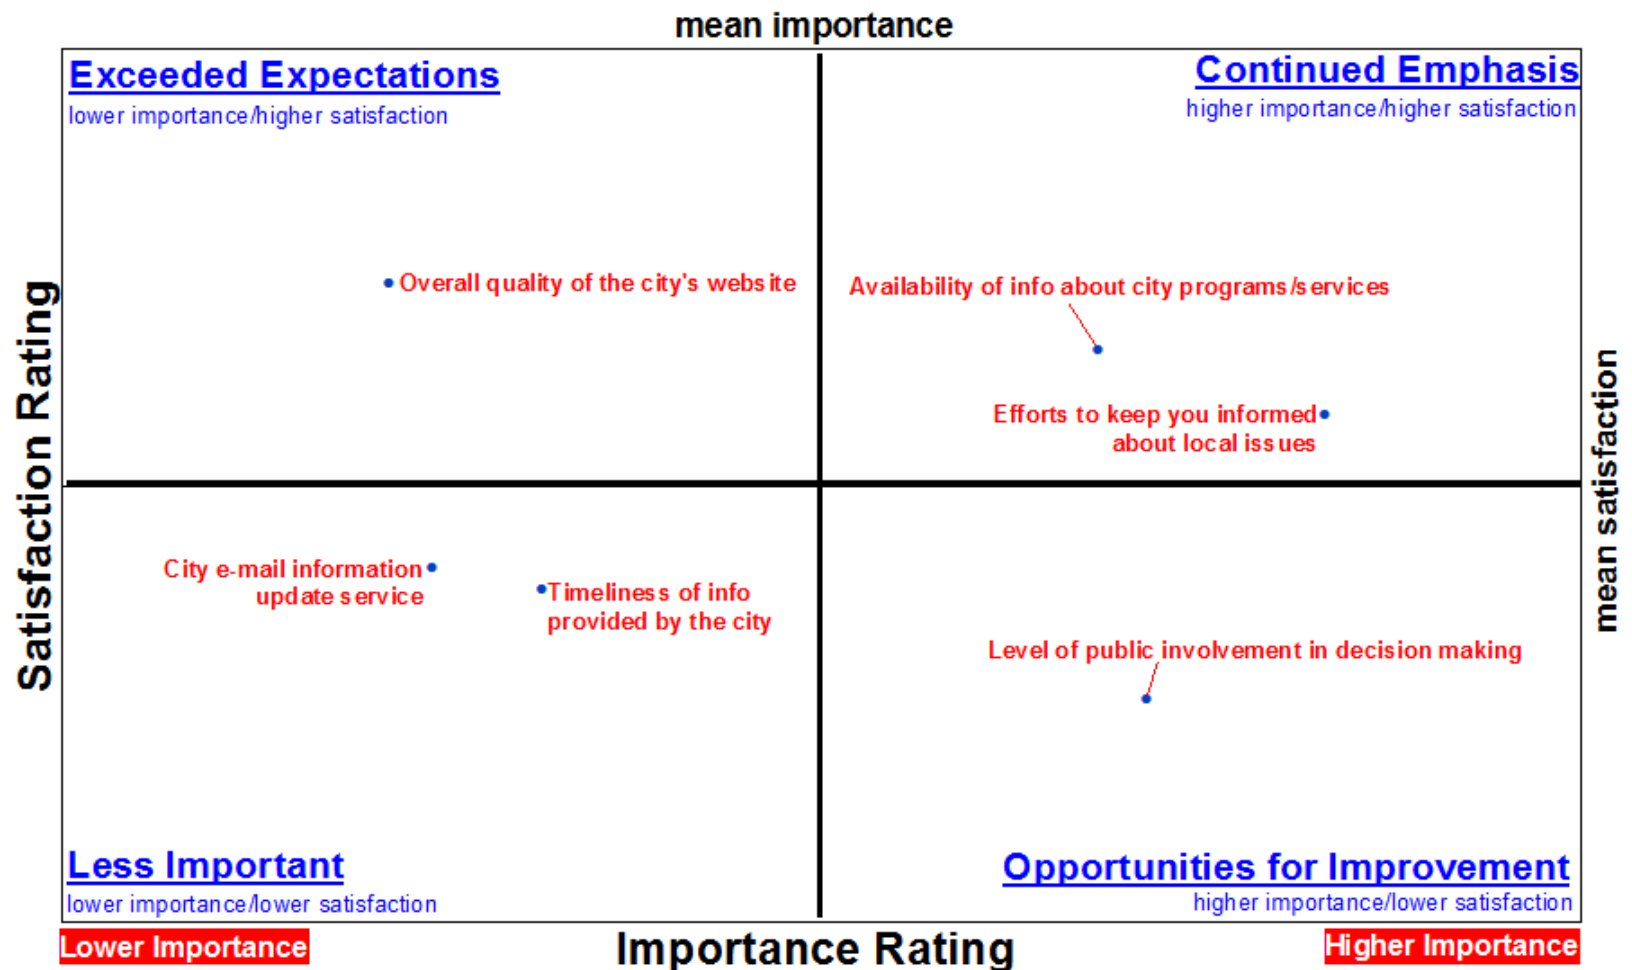 mean importance
Exceeded Expectations
lower importance/higher satisfaction
Continued Emphasis
higher importance/higher satisfaction
Overall quality of the city's website
Availability of info about city programs/services
Efforts to keep you informed
about local issues
Satisfaction Rating
mean satisfaction
City e-mail information
update service
Timeliness of info
provided by the city
Level of public involvement in decision making
Less Important
lower importance/lower satisfaction
Opportunities for Improvement
higher importance/lower satisfaction
Lower Importance
Importance Rating
Higher Importance